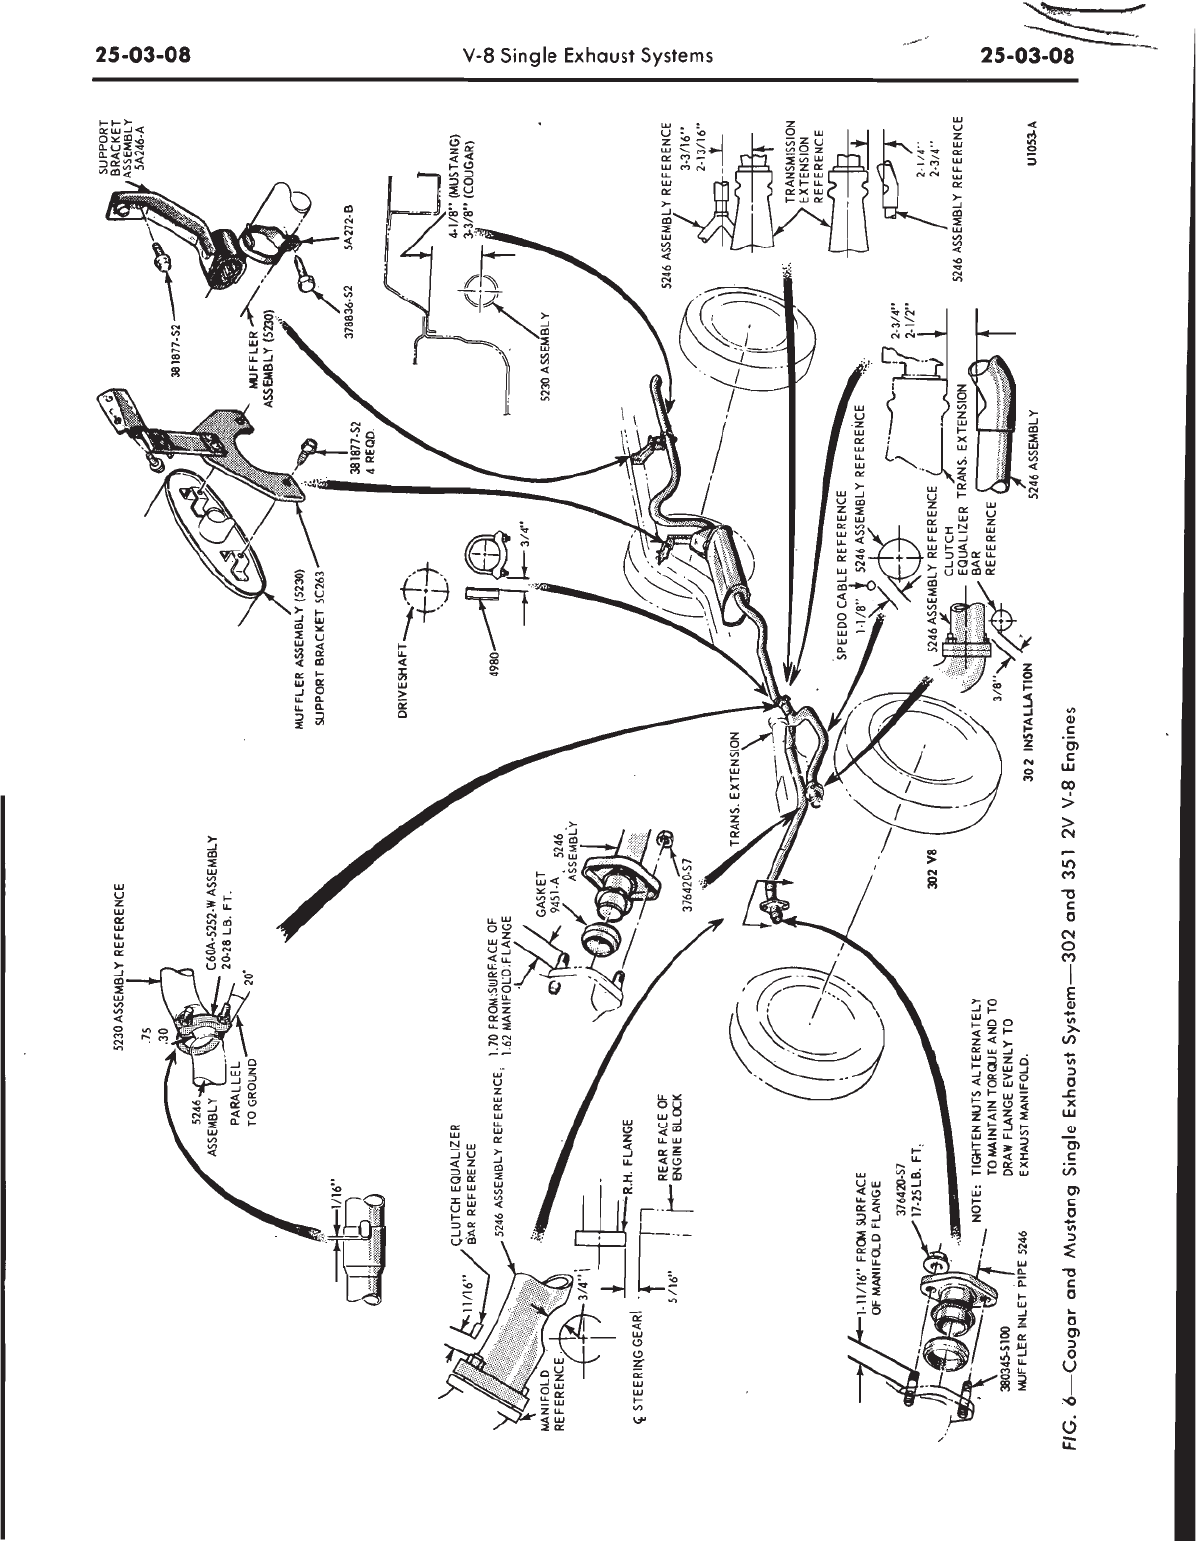 25-03-08
V-8 Single Exhaust Systems
25-03-08
SUPPORT
BRACKET
ASSEMBLY
5A246-A
381877-S2
MUFFLER
ASSEMBLY (5230)
378836-S2
5A272-B
4-1/8" (MUSTANG)
3-3/8" (COUGAR)
5230 ASSEMBLY
5246 ASSEMBLY REFERENCE
3-3/16"
2-13/16"
TRANSMISSION
EXTENSION
REFERENCE
2-1/4"
2-3/4"
5246 ASSEMBLY REFERENCE
U1053-A
381877-S2
4 REQD.
MUFFLER ASSEMBLY (5230)
SUPPORT BRACKET 5C263
DRIVESHAFT
4980
3/4"
2-3/4"
2-1/2"
TRANS. EXTENSION
5246 ASSEMBLY
SPEEDO CABLE REFERENCE
1-1/8"
5246 ASSEMBLY REFERENCE
5246 ASSEMBLY REFERENCE
CLUTCH
EQUALIZER
BAR
REFERENCE
3/8"
302 INSTALLATION
TRANS. EXTENSION
302 V8
5230 ASSEMBLY REFERENCE
C60A-5252-W ASSEMBLY
20-28 LB. FT.
.75
.30
20°
5246
ASSEMBLY
PARALLEL
TO GROUND
1/16"
GASKET
9451-A
5246
ASSEMBLY
376420-S7
1.70 FROM SURFACE OF
1.62 MANIFOLD FLANGE
CLUTCH EQUALIZER
BAR REFERENCE
5246 ASSEMBLY REFERENCE
11/16"
MANIFOLD
REFERENCE
3/4"
℄ STEERING GEAR
R.H. FLANGE
REAR FACE OF
ENGINE BLOCK
5/16"
1-11/16" FROM SURFACE
OF MANIFOLD FLANGE
376420-S7
17-25 LB. FT.
380345-S100
MUFFLER INLET PIPE 5246
NOTE: TIGHTEN NUTS ALTERNATELY
TO MAINTAIN TORQUE AND TO
DRAW FLANGE EVENLY TO
EXHAUST MANIFOLD.
FIG. 6—Cougar and Mustang Single Exhaust System—302 and 351 2V V-8 Engines